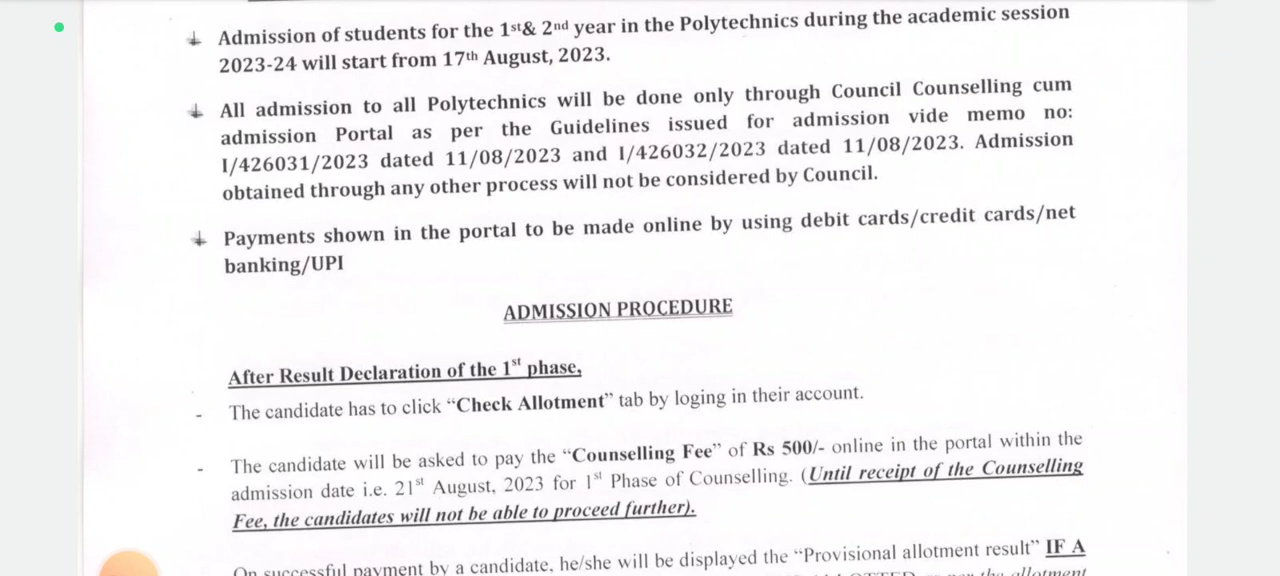 Admission of students for the 1st& 2nd year in the Polytechnics during the academic session
2023-24 will start from 17th August, 2023.
All admission to all Polytechnics will be done only through Council Counselling cum
admission Portal as per the Guidelines issued for admission vide memo no:
I/426031/2023 dated 11/08/2023 and I/426032/2023 dated 11/08/2023. Admission
obtained through any other process will not be considered by Council.
Payments shown in the portal to be made online by using debit cards/credit cards/net
banking/UPI
ADMISSION PROCEDURE
After Result Declaration of the 1st phase,
- The candidate has to click “Check Allotment” tab by loging in their account.
- The candidate will be asked to pay the “Counselling Fee” of Rs 500/- online in the portal within the
admission date i.e. 21st August, 2023 for 1st Phase of Counselling. (Until receipt of the Counselling
Fee, the candidates will not be able to proceed further).
On successful payment by a candidate, he/she will be displayed the “Provisional allotment result” IF A
the allotment